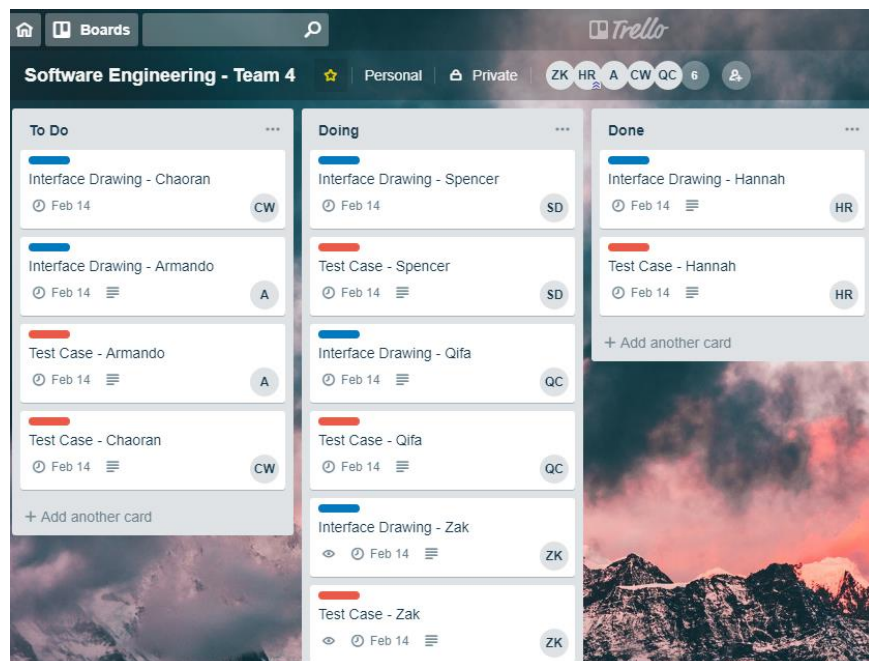 Boards
Trello
Software Engineering - Team 4
Personal
Private
ZK HR A CW QC 6
To Do
Interface Drawing - Chaoran
Feb 14
CW
Interface Drawing - Armando
Feb 14
A
Test Case - Armando
Feb 14
A
Test Case - Chaoran
Feb 14
CW
+ Add another card
Doing
Interface Drawing - Spencer
Feb 14
SD
Test Case - Spencer
Feb 14
SD
Interface Drawing - Qifa
Feb 14
QC
Test Case - Qifa
Feb 14
QC
Interface Drawing - Zak
Feb 14
ZK
Test Case - Zak
Feb 14
ZK
Done
Interface Drawing - Hannah
Feb 14
HR
Test Case - Hannah
Feb 14
HR
+ Add another card